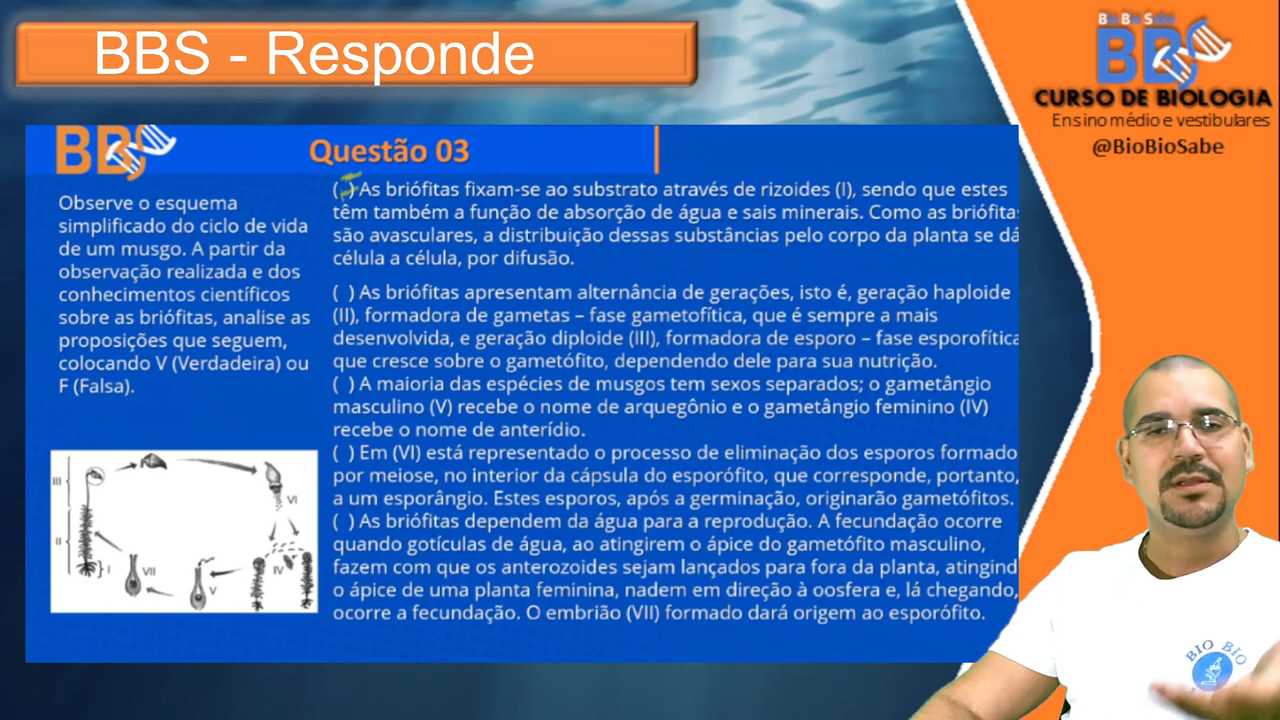 BBS - Responde
Bio Bio Sabe
BBS
CURSO DE BIOLOGIA
Ensino médio e vestibulares
@BioBioSabe
BBS
Questão 03
Observe o esquema
simplificado do ciclo de vida
de um musgo. A partir da
observação realizada e dos
conhecimentos científicos
sobre as briófitas, analise as
proposições que seguem,
colocando V (Verdadeira) ou
F (Falsa).
( ) As briófitas fixam-se ao substrato através de rizoides (I), sendo que estes
têm também a função de absorção de água e sais minerais. Como as briófitas
são avasculares, a distribuição dessas substâncias pelo corpo da planta se dá
célula a célula, por difusão.
( ) As briófitas apresentam alternância de gerações, isto é, geração haploide
(II), formadora de gametas – fase gametofítica, que é sempre a mais
desenvolvida, e geração diploide (III), formadora de esporo – fase esporofítica
que cresce sobre o gametófito, dependendo dele para sua nutrição.
( ) A maioria das espécies de musgos tem sexos separados; o gametângio
masculino (V) recebe o nome de arquegônio e o gametângio feminino (IV)
recebe o nome de anterídio.
( ) Em (VI) está representado o processo de eliminação dos esporos formado
por meiose, no interior da cápsula do esporófito, que corresponde, portanto,
a um esporângio. Estes esporos, após a germinação, originarão gametófitos.
( ) As briófitas dependem da água para a reprodução. A fecundação ocorre
quando gotículas de água, ao atingirem o ápice do gametófito masculino,
fazem com que os anterozoides sejam lançados para fora da planta, atingind
o ápice de uma planta feminina, nadem em direção à oosfera e, lá chegando,
ocorre a fecundação. O embrião (VII) formado dará origem ao esporófito.
III
VI
II
I
VII
V
IV
BIO BIO